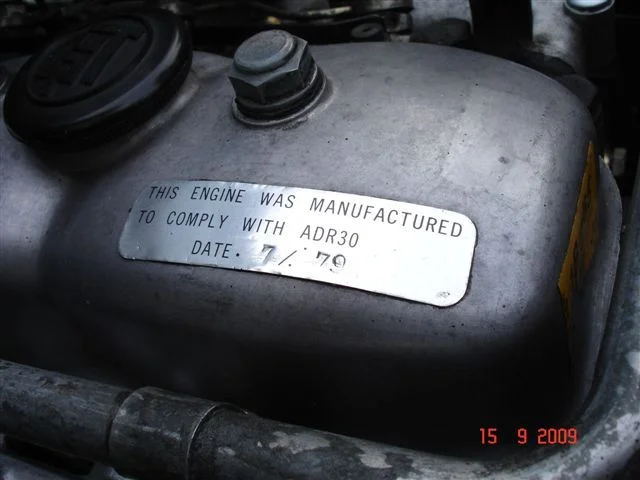 THIS ENGINE WAS MANUFACTURED
TO COMPLY WITH ADR30
DATE. 7/. 79
15 9 2009